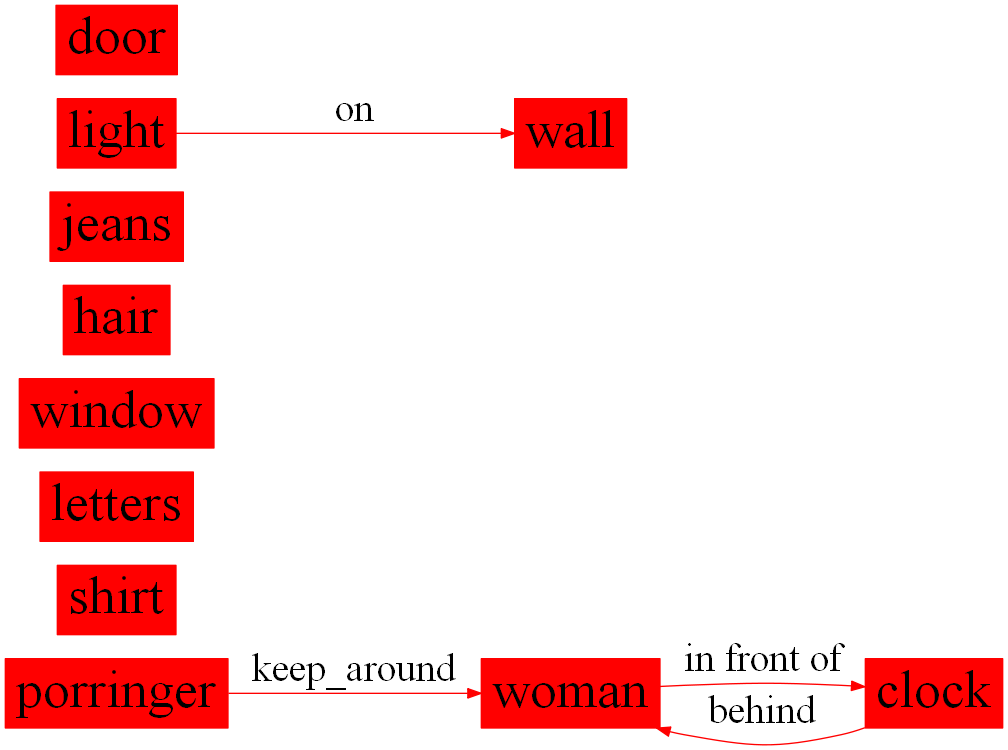 door
light on wall
jeans
hair
window
letters
shirt
porringer keep_around woman in front of clock
behind